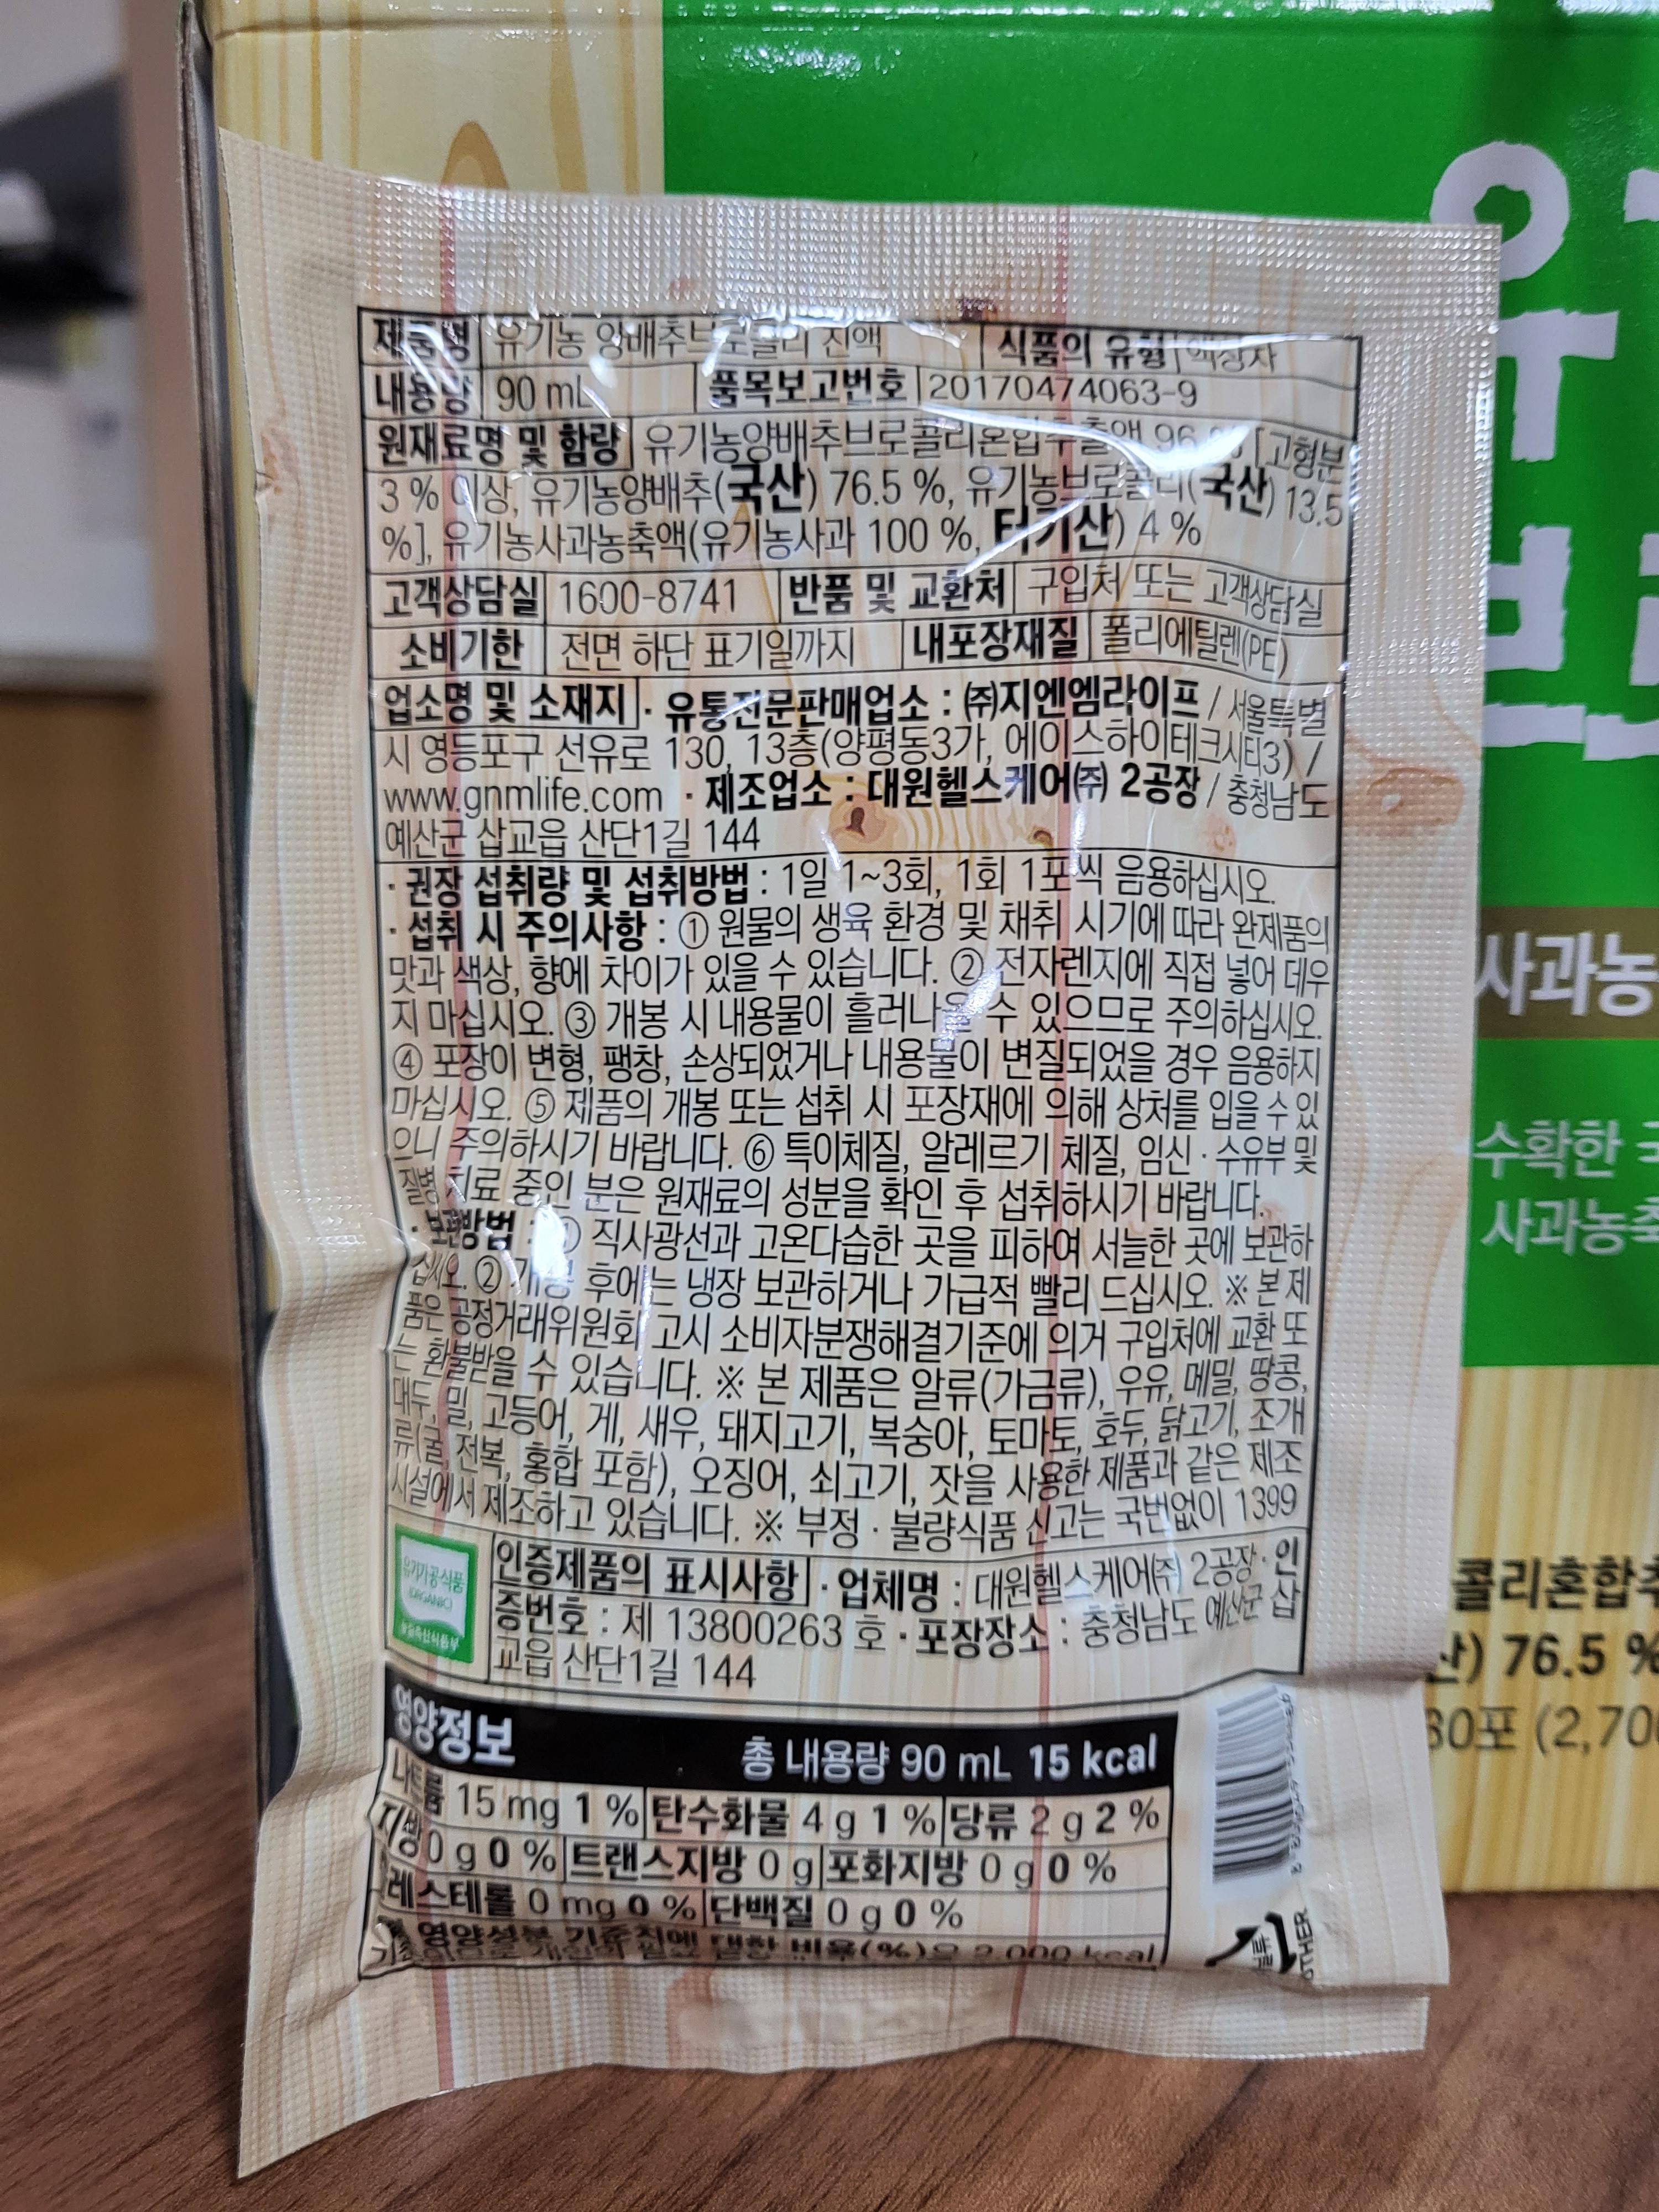 제품명 유기농 양배추브로콜리 진액 식품의 유형 액상차
내용량 90 mL 품목보고번호 20170474063-9
원재료명 및 함량 유기농양배추브로콜리혼합추출액 96 % [고형분
3 % 이상, 유기농양배추(국산) 76.5 %, 유기농브로콜리(국산) 13.5
%], 유기농사과농축액(유기농사과 100 %, 터키산) 4 %
고객상담실 1600-8741 반품 및 교환처 구입처 또는 고객상담실
소비기한 전면 하단 표기일까지 내포장재질 폴리에틸렌(PE)
업소명 및 소재지 · 유통전문판매업소 : ㈜지엔엠라이프 / 서울특별
시 영등포구 선유로 130, 13층(양평동3가, 에이스하이테크시티3) /
www.gnmlife.com · 제조업소 : 대원헬스케어㈜ 2공장 / 충청남도
예산군 삽교읍 산단1길 144
· 권장 섭취량 및 섭취방법 : 1일 1~3회, 1회 1포씩 음용하십시오.
· 섭취 시 주의사항 : ① 원물의 생육 환경 및 채취 시기에 따라 완제품의
맛과 색상, 향에 차이가 있을 수 있습니다. ② 전자렌지에 직접 넣어 데우
지 마십시오. ③ 개봉 시 내용물이 흘러나올 수 있으므로 주의하십시오.
④ 포장이 변형, 팽창, 손상되었거나 내용물이 변질되었을 경우 음용하지
마십시오. ⑤ 제품의 개봉 또는 섭취 시 포장재에 의해 상처를 입을 수 있
으니 주의하시기 바랍니다. ⑥ 특이체질, 알레르기 체질, 임신 · 수유부 및
질병 치료 중인 분은 원재료의 성분을 확인 후 섭취하시기 바랍니다.
· 보관방법 : ① 직사광선과 고온다습한 곳을 피하여 서늘한 곳에 보관하
십시오. ② 개봉 후에는 냉장 보관하거나 가급적 빨리 드십시오. ※ 본 제
품은 공정거래위원회 고시 소비자분쟁해결기준에 의거 구입처에 교환 또
는 환불받을 수 있습니다. ※ 본 제품은 알류(가금류), 우유, 메밀, 땅콩,
대두, 밀, 고등어, 게, 새우, 돼지고기, 복숭아, 토마토, 호두, 닭고기, 조개
류(굴, 전복, 홍합 포함), 오징어, 쇠고기, 잣을 사용한 제품과 같은 제조
시설에서 제조하고 있습니다. ※ 부정 · 불량식품 신고는 국번없이 1399
유기가공식품
ORGANIC
농림축산식품부
인증제품의 표시사항 · 업체명 : 대원헬스케어㈜ 2공장 · 인
증번호 : 제 13800263 호 · 포장장소 : 충청남도 예산군 삽
교읍 산단1길 144
영양정보 총 내용량 90 mL 15 kcal
나트륨 15 mg 1 % 탄수화물 4 g 1 % 당류 2 g 2 %
지방 0 g 0 % 트랜스지방 0 g 포화지방 0 g 0 %
레스테롤 0 mg 0 % 단백질 0 g 0 %
영양성분 기준치에 대한 비율(%)은 2,000 kcal
OTHER
사과농
수확한
사과농축
콜리혼합추
산) 76.5 %
30포 (2,700